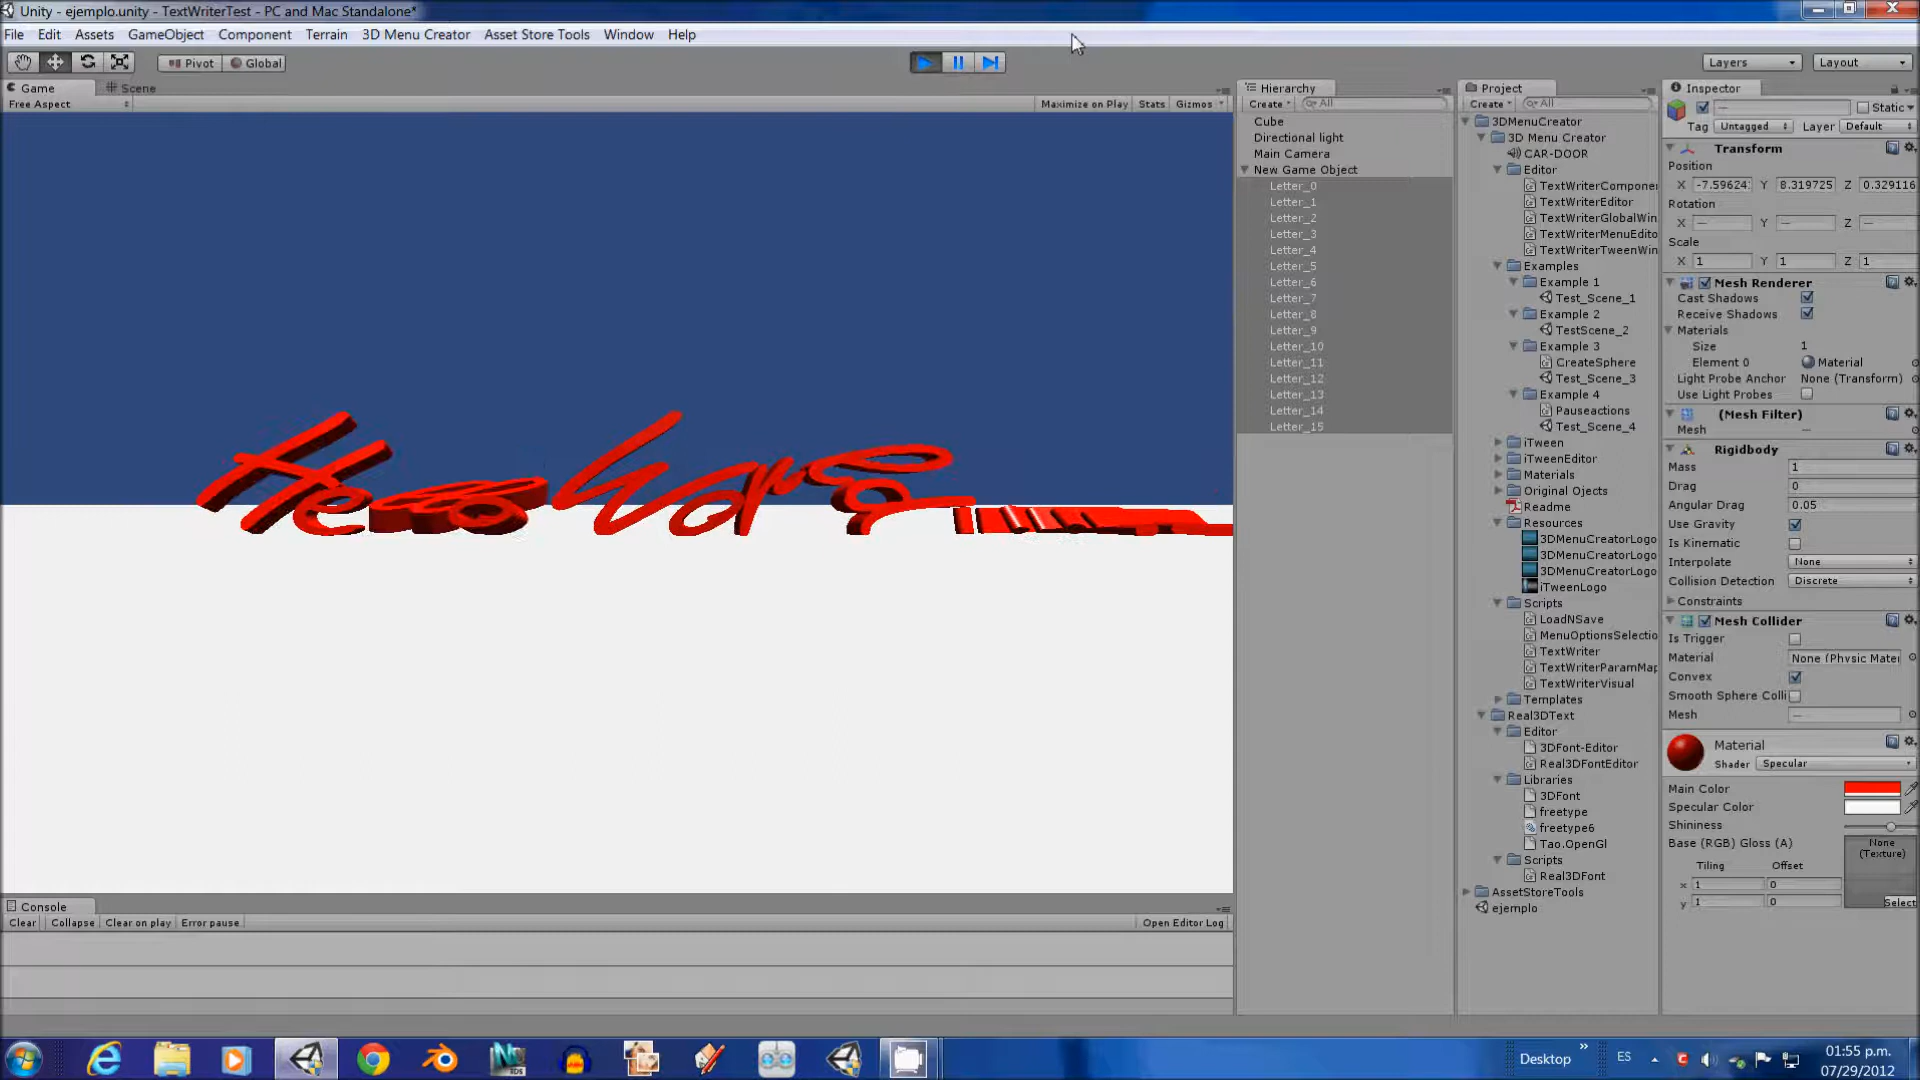 Unity - ejemplo.unity - TextWriterTest - PC and Mac Standalone*
File Edit Assets GameObject Component Terrain 3D Menu Creator Asset Store Tools Window Help
Pivot Global
Layers
Layout
Game Scene
Free Aspect
Maximize on Play Stats Gizmos
Hierarchy
Create All
Cube
Directional light
Main Camera
New Game Object
Letter_0
Letter_1
Letter_2
Letter_3
Letter_4
Letter_5
Letter_6
Letter_7
Letter_8
Letter_9
Letter_10
Letter_11
Letter_12
Letter_13
Letter_14
Letter_15
Project
Create All
3DMenuCreator
3D Menu Creator
CAR-DOOR
Editor
TextWriterCompone
TextWriterEditor
TextWriterGlobalWin
TextWriterMenuEdito
TextWriterTweenWin
Examples
Example 1
Test_Scene_1
Example 2
TestScene_2
Example 3
CreateSphere
Test_Scene_3
Example 4
Pauseactions
Test_Scene_4
iTween
iTweenEditor
Materials
Original Ojects
Readme
Resources
3DMenuCreatorLogo
3DMenuCreatorLogo
3DMenuCreatorLogo
iTweenLogo
Scripts
LoadNSave
MenuOptionsSelectio
TextWriter
TextWriterParamMap
TextWriterVisual
Templates
Real3DText
Editor
3DFont-Editor
Real3DFontEditor
Libraries
3DFont
freetype
freetype6
Tao.OpenGl
Scripts
Real3DFont
AssetStoreTools
ejemplo
Inspector
— Static
Tag Untagged Layer Default
Transform
Position
X -7.59624 Y 8.319725 Z 0.329116
Rotation
X — Y — Z —
Scale
X 1 Y 1 Z 1
Mesh Renderer
Cast Shadows
Receive Shadows
Materials
Size 1
Element 0 Material
Light Probe Anchor None (Transform)
Use Light Probes
(Mesh Filter)
Mesh —
Rigidbody
Mass 1
Drag 0
Angular Drag 0.05
Use Gravity
Is Kinematic
Interpolate None
Collision Detection Discrete
Constraints
Mesh Collider
Is Trigger
Material None (Physic Mater
Convex
Smooth Sphere Colli
Mesh —
Material
Shader Specular
Main Color
Specular Color
Shininess
Base (RGB) Gloss (A)
None
(Texture)
Tiling Offset
x 1 0
y 1 0
Select
Console
Clear Collapse Clear on play Error pause Open Editor Log
Desktop
ES
01:55 p.m.
07/29/2012